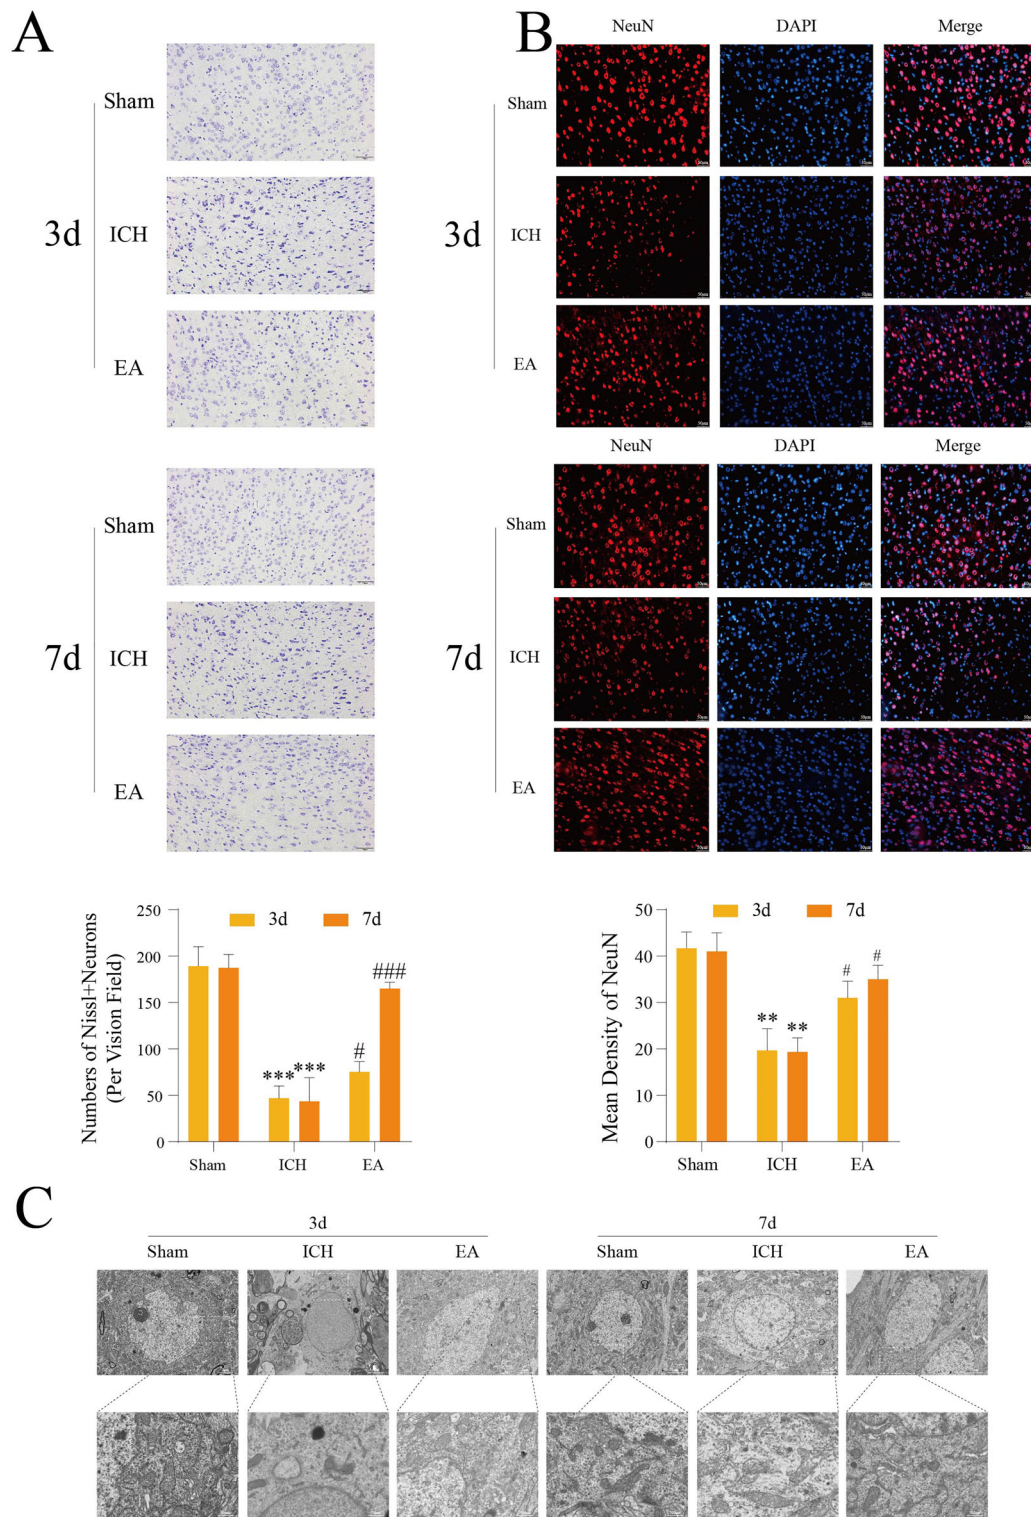 A
Sham
3d
ICH
EA
Sham
7d
ICH
EA
B
NeuN DAPI Merge
Sham
3d
ICH
EA
NeuN DAPI Merge
Sham
7d
ICH
EA
Numbers of Nissl+Neurons
(Per Vision Field)
3d 7d
250
200
150
100
50
0
*** ***
#
###
Sham ICH EA
Mean Density of NeuN
3d 7d
50
40
30
20
10
0
** **
# #
Sham ICH EA
C
3d 7d
Sham ICH EA Sham ICH EA